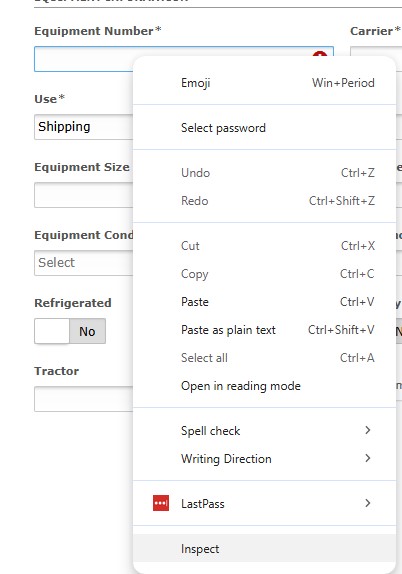 Equipment Number* Carrier*
Emoji Win+Period
Use*
Shipping
Select password
Equipment Size
Undo Ctrl+Z
Redo Ctrl+Shift+Z
Equipment Cond
Cut Ctrl+X
Select
Copy Ctrl+C
Refrigerated
Paste Ctrl+V
No
Paste as plain text Ctrl+Shift+V
Select all Ctrl+A
Tractor
Open in reading mode
Spell check
Writing Direction
LastPass
Inspect